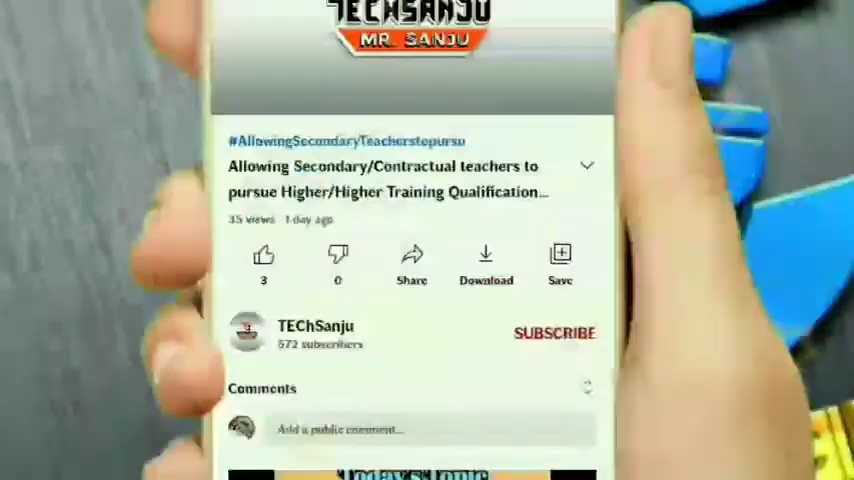 TECHSANJU
MR. SANJU
#AllowingSecondaryTeacherstopursu
Allowing Secondary/Contractual teachers to
pursue Higher/Higher Training Qualification...
35 views 1 day ago
3 0 Share Download Save
TEChSanju
SUBSCRIBE
572 subscribers
Comments
Add a public comment...
Today's Topic